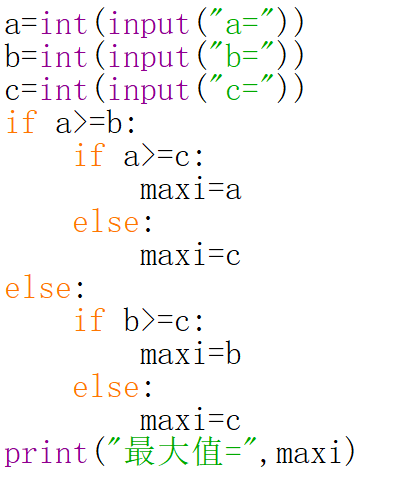 a=int(input("a="))
b=int(input("b="))
c=int(input("c="))
if a>=b:
    if a>=c:
        maxi=a
    else:
        maxi=c
else:
    if b>=c:
        maxi=b
    else:
        maxi=c
print("最大值=",maxi)